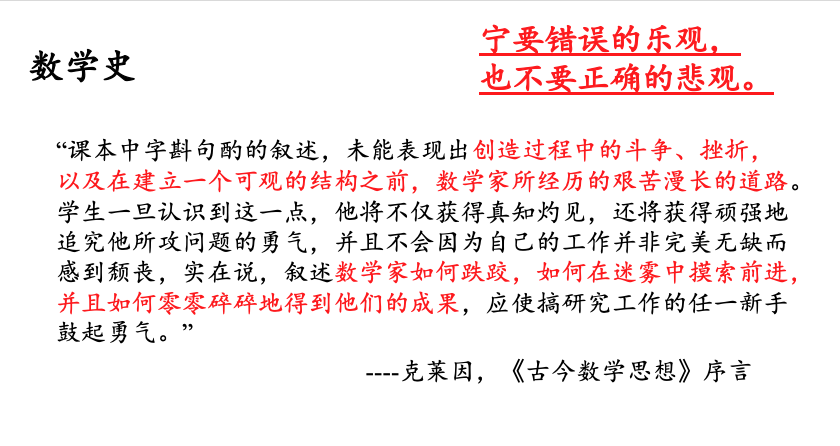 数学史
宁要错误的乐观，
也不要正确的悲观。
“课本中字斟句酌的叙述，未能表现出创造过程中的斗争、挫折，
以及在建立一个可观的结构之前，数学家所经历的艰苦漫长的道路。
学生一旦认识到这一点，他将不仅获得真知灼见，还将获得顽强地
追究他所攻问题的勇气，并且不会因为自己的工作并非完美无缺而
感到颓丧，实在说，叙述数学家如何跌跤，如何在迷雾中摸索前进，
并且如何零零碎碎地得到他们的成果，应使搞研究工作的任一新手
鼓起勇气。”
----克莱因，《古今数学思想》序言